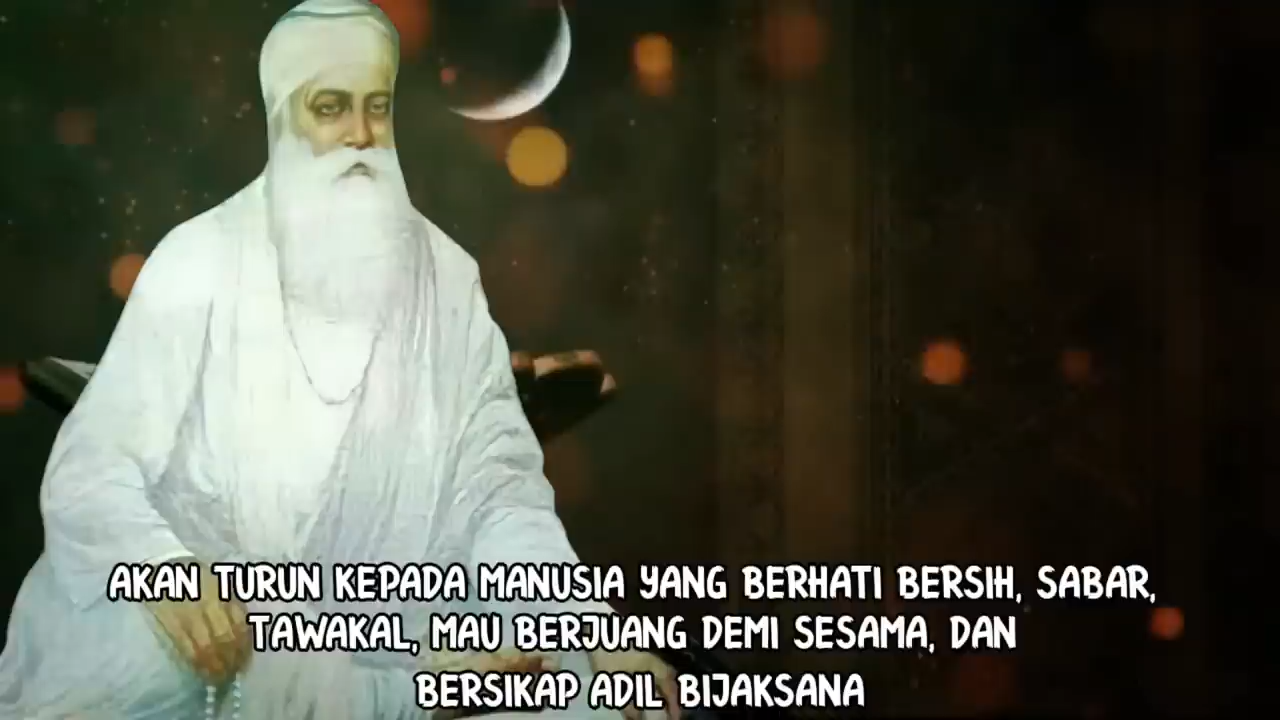 AKAN TURUN KEPADA MANUSIA YANG BERHATI BERSIH, SABAR,
TAWAKAL, MAU BERJUANG DEMI SESAMA, DAN
BERSIKAP ADIL BIJAKSANA